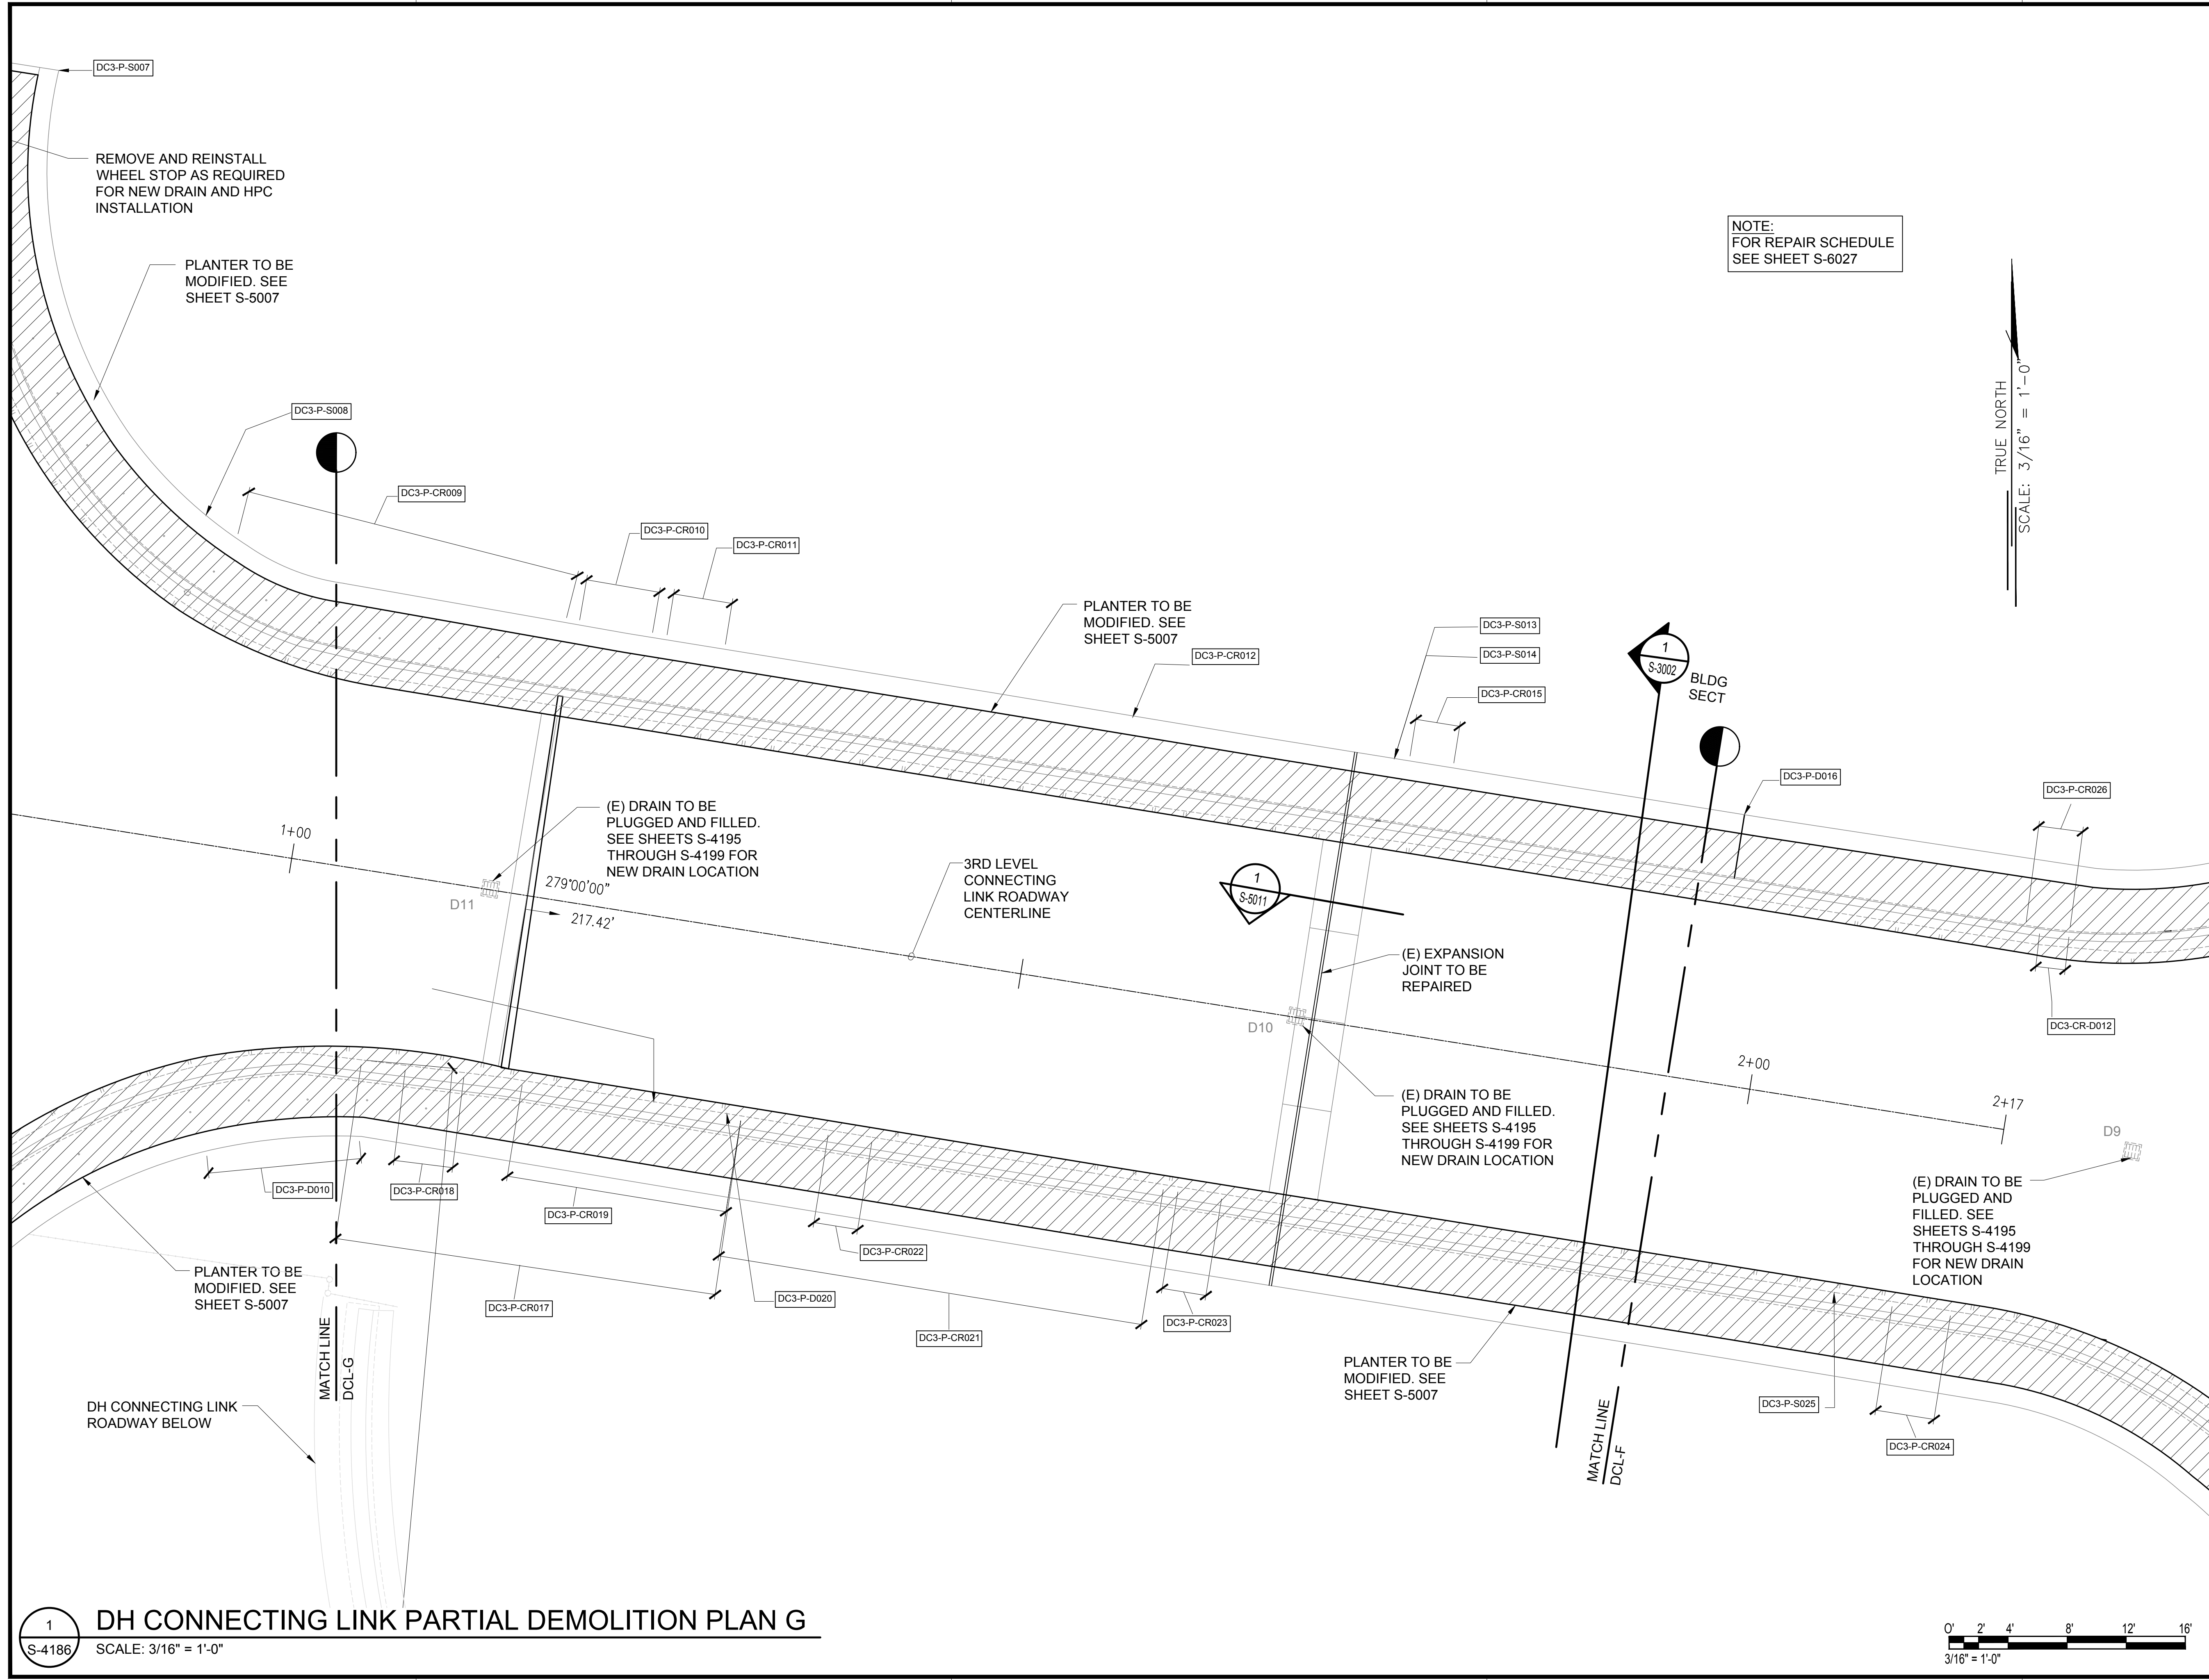 DC3-P-S007
REMOVE AND REINSTALL
WHEEL STOP AS REQUIRED
FOR NEW DRAIN AND HPC
INSTALLATION
PLANTER TO BE
MODIFIED. SEE
SHEET S-5007
NOTE:
FOR REPAIR SCHEDULE
SEE SHEET S-6027
TRUE NORTH
SCALE: 3/16" = 1'-0"
DC3-P-S008
DC3-P-CR009
DC3-P-CR010
DC3-P-CR011
PLANTER TO BE
MODIFIED. SEE
SHEET S-5007
DC3-P-CR012
DC3-P-S013
DC3-P-S014
DC3-P-CR015
1
S-3002
BLDG
SECT
DC3-P-D016
DC3-P-CR026
1+00
(E) DRAIN TO BE
PLUGGED AND FILLED.
SEE SHEETS S-4195
THROUGH S-4199 FOR
NEW DRAIN LOCATION
D11
279°00'00"
217.42'
3RD LEVEL
CONNECTING
LINK ROADWAY
CENTERLINE
1
S-5011
(E) EXPANSION
JOINT TO BE
REPAIRED
D10
DC3-CR-D012
2+00
2+17
D9
(E) DRAIN TO BE
PLUGGED AND FILLED.
SEE SHEETS S-4195
THROUGH S-4199 FOR
NEW DRAIN LOCATION
(E) DRAIN TO BE
PLUGGED AND
FILLED. SEE
SHEETS S-4195
THROUGH S-4199
FOR NEW DRAIN
LOCATION
DC3-P-D010
DC3-P-CR018
DC3-P-CR019
DC3-P-CR022
PLANTER TO BE
MODIFIED. SEE
SHEET S-5007
DC3-P-CR017
DC3-P-D020
DC3-P-CR021
DC3-P-CR023
PLANTER TO BE
MODIFIED. SEE
SHEET S-5007
MATCH LINE
DCL-G
DH CONNECTING LINK
ROADWAY BELOW
MATCH LINE
DCL-F
DC3-P-S025
DC3-P-CR024
1
S-4186
DH CONNECTING LINK PARTIAL DEMOLITION PLAN G
SCALE: 3/16" = 1'-0"
0' 2' 4' 8' 12' 16'
3/16" = 1'-0"